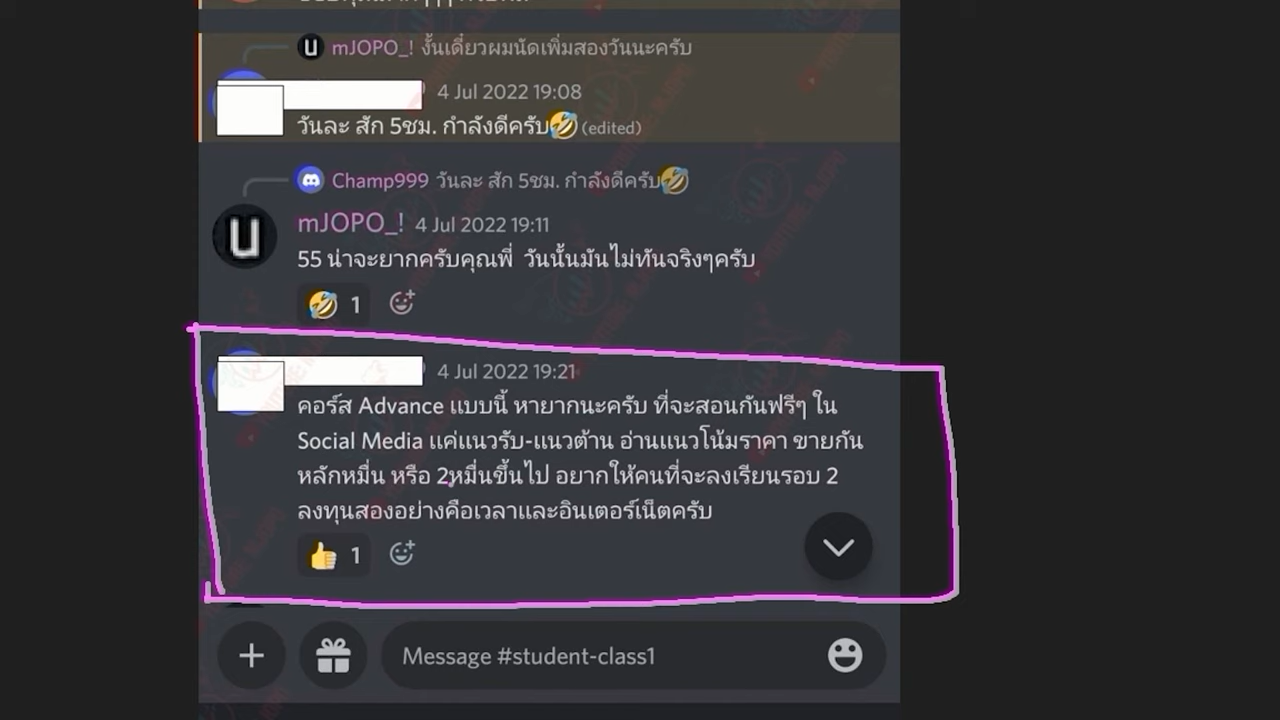 mJOPO_! งั้นเดี๋ยวผมนัดเพิ่มสองวันนะครับ
4 Jul 2022 19:08
วันละ สัก 5ชม. กำลังดีครับ🤣 (edited)
Champ999 วันละ สัก 5ชม. กำลังดีครับ🤣
mJOPO_! 4 Jul 2022 19:11
55 น่าจะยากครับคุณพี่ วันนั้นมันไม่ทันจริงๆครับ
🤣 1
4 Jul 2022 19:21
คอร์ส Advance แบบนี้ หายากนะครับ ที่จะสอนกันฟรีๆ ใน
Social Media แค่แนวรับ-แนวต้าน อ่านแนวโน้มราคา ขายกัน
หลักหมื่น หรือ 2หมื่นขึ้นไป อยากให้คนที่จะลงเรียนรอบ 2
ลงทุนสองอย่างคือเวลาและอินเตอร์เน็ตครับ
👍 1
Message #student-class1